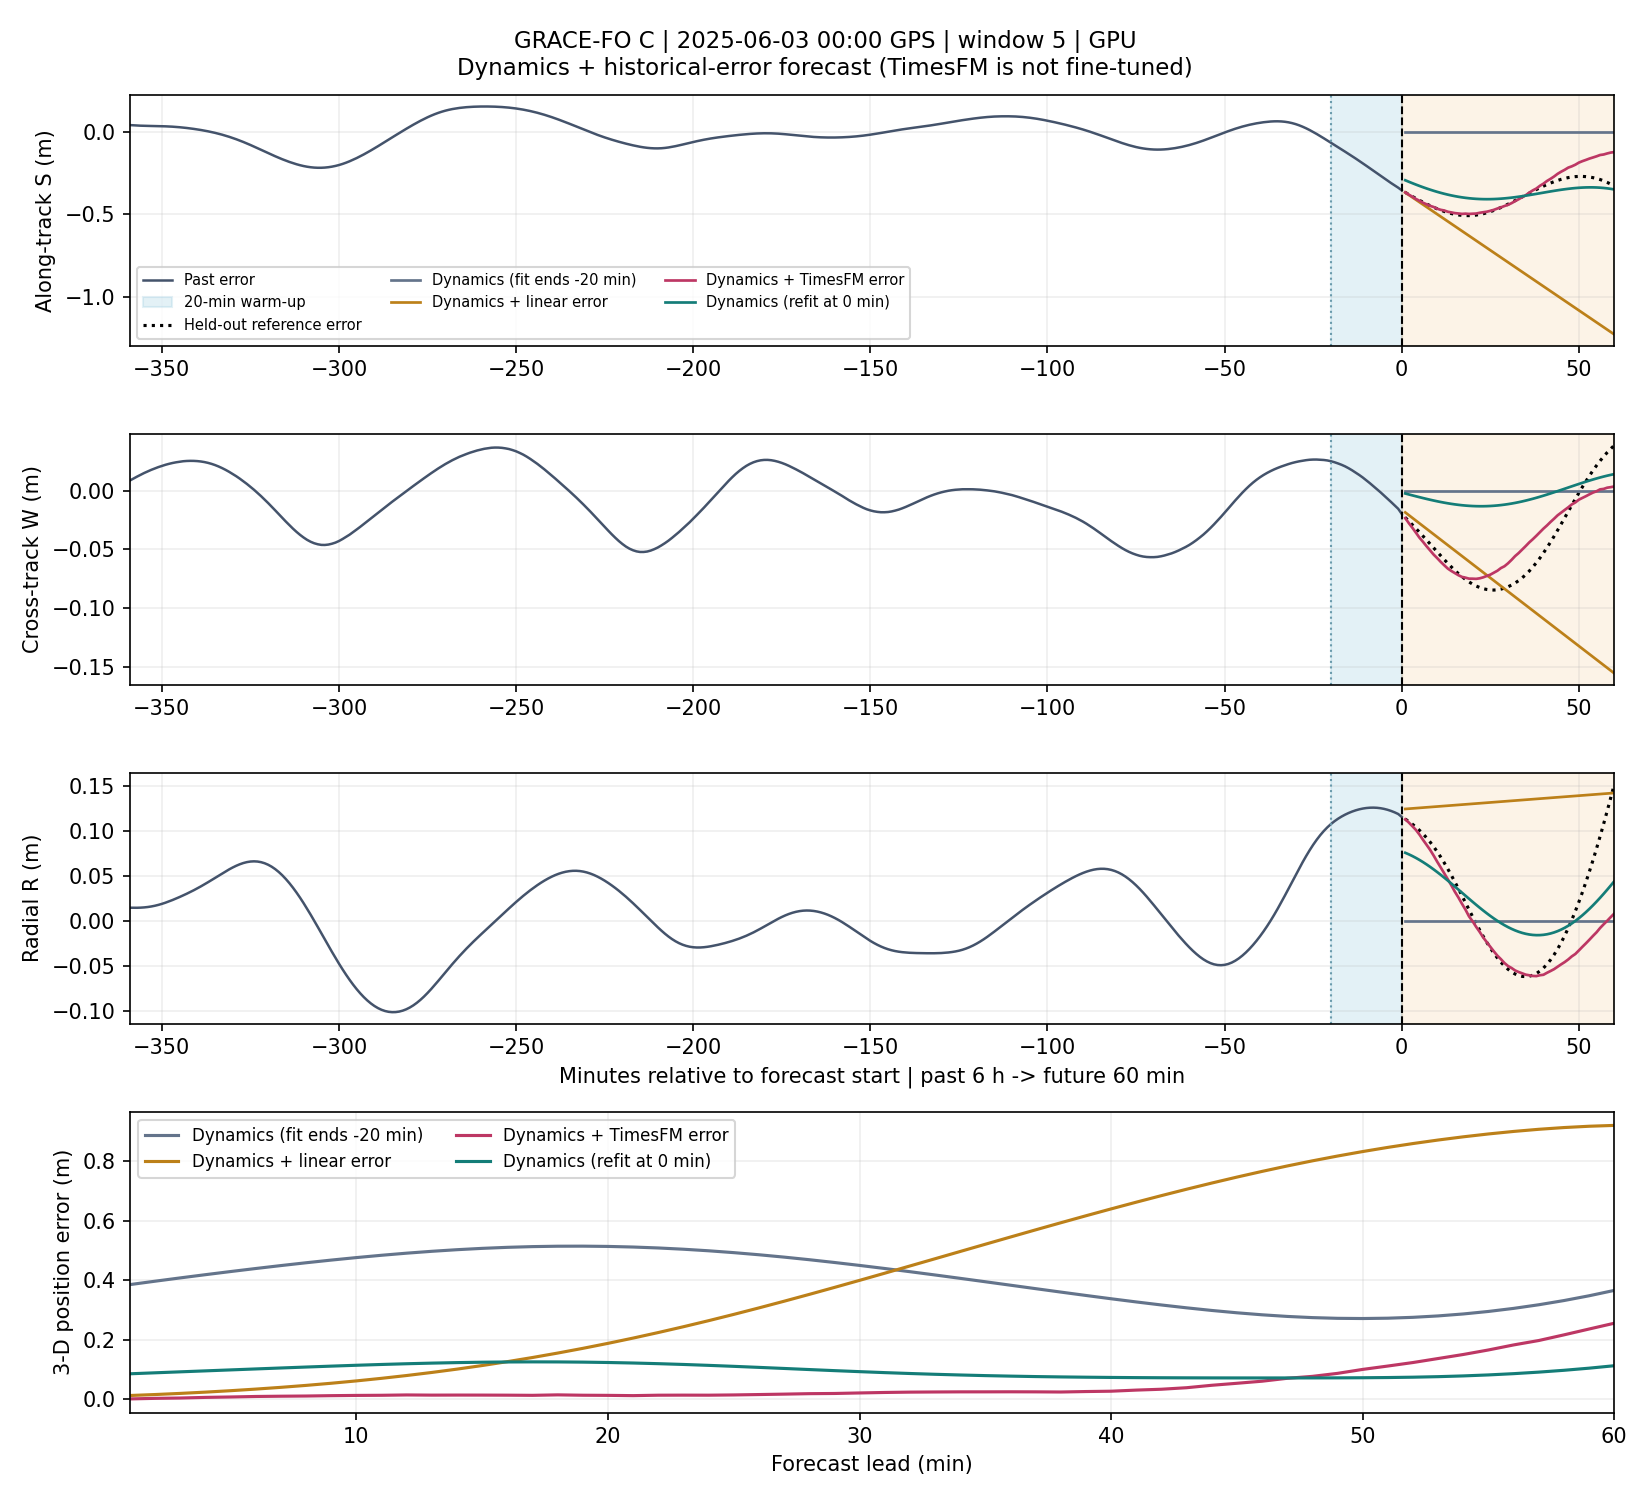 GRACE-FO C | 2025-06-03 00:00 GPS | window 5 | GPU
Dynamics + historical-error forecast (TimesFM is not fine-tuned)
Along-track S (m)
0.0
−0.5
−1.0
Past error
20-min warm-up
Held-out reference error
Dynamics (fit ends -20 min)
Dynamics + linear error
Dynamics + TimesFM error
Dynamics (refit at 0 min)
−350 −300 −250 −200 −150 −100 −50 0 50
Cross-track W (m)
0.00
−0.05
−0.10
−0.15
−350 −300 −250 −200 −150 −100 −50 0 50
Radial R (m)
0.15
0.10
0.05
0.00
−0.05
−0.10
−350 −300 −250 −200 −150 −100 −50 0 50
Minutes relative to forecast start | past 6 h -> future 60 min
3-D position error (m)
0.8
0.6
0.4
0.2
0.0
Dynamics (fit ends -20 min)
Dynamics + linear error
Dynamics + TimesFM error
Dynamics (refit at 0 min)
10 20 30 40 50 60
Forecast lead (min)